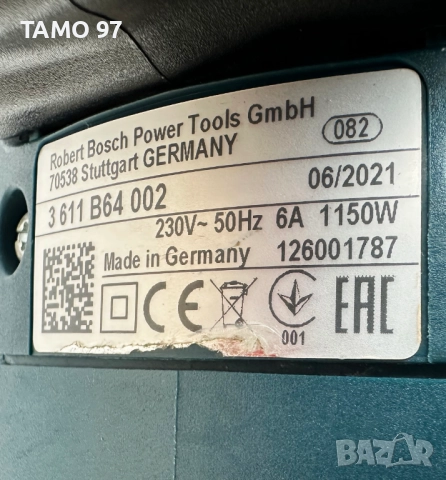 TAMO 97
Robert Bosch Power Tools GmbH
70538 Stuttgart GERMANY
082
3 611 B64 002
06/2021
230V~ 50Hz 6A 1150W
Made in Germany 126001787
CE
001
EAC
BAZAR